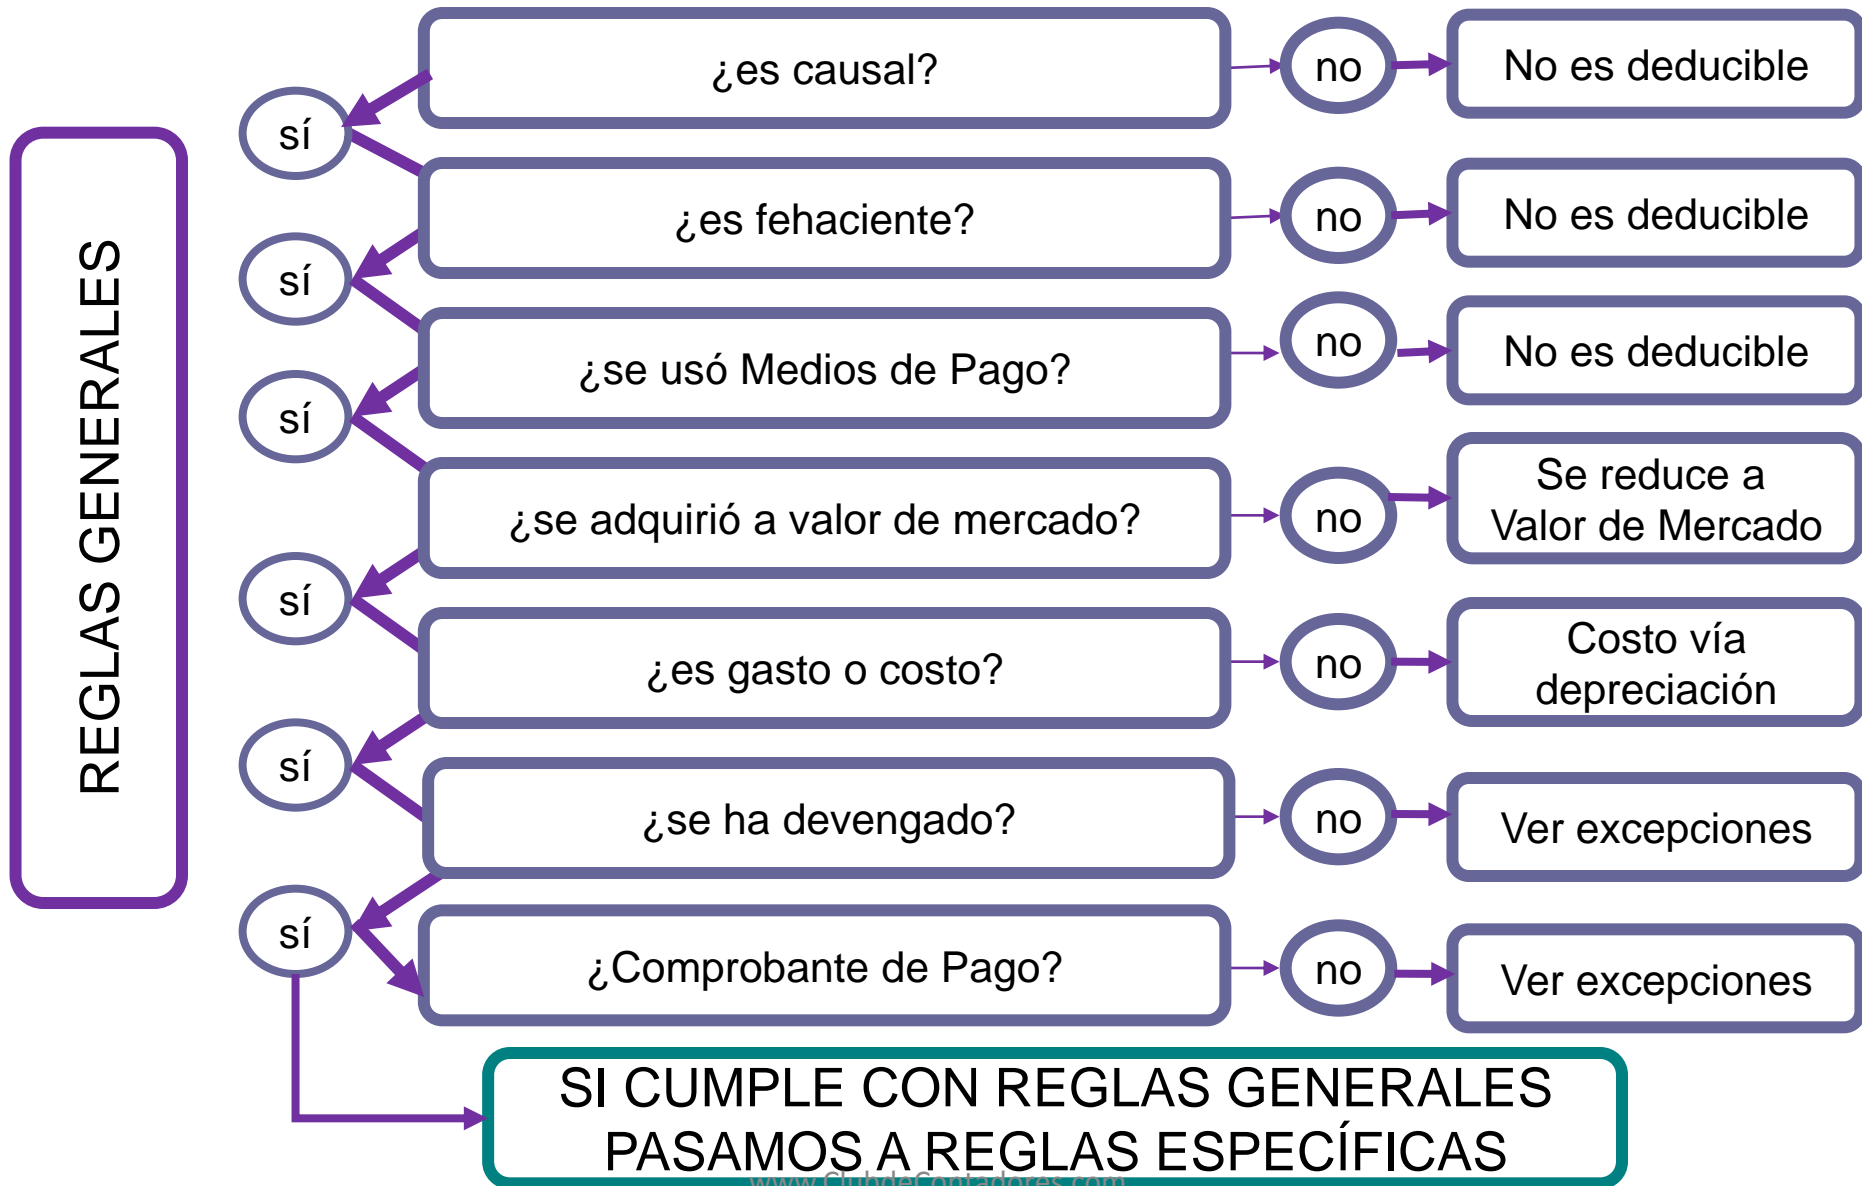 REGLAS GENERALES
¿es causal?
no
No es deducible
sí
¿es fehaciente?
no
No es deducible
sí
¿se usó Medios de Pago?
no
No es deducible
sí
¿se adquirió a valor de mercado?
no
Se reduce a
Valor de Mercado
sí
¿es gasto o costo?
no
Costo vía
depreciación
sí
¿se ha devengado?
no
Ver excepciones
sí
¿Comprobante de Pago?
no
Ver excepciones
SI CUMPLE CON REGLAS GENERALES
PASAMOS A REGLAS ESPECÍFICAS
www.ClubdeContadores.com